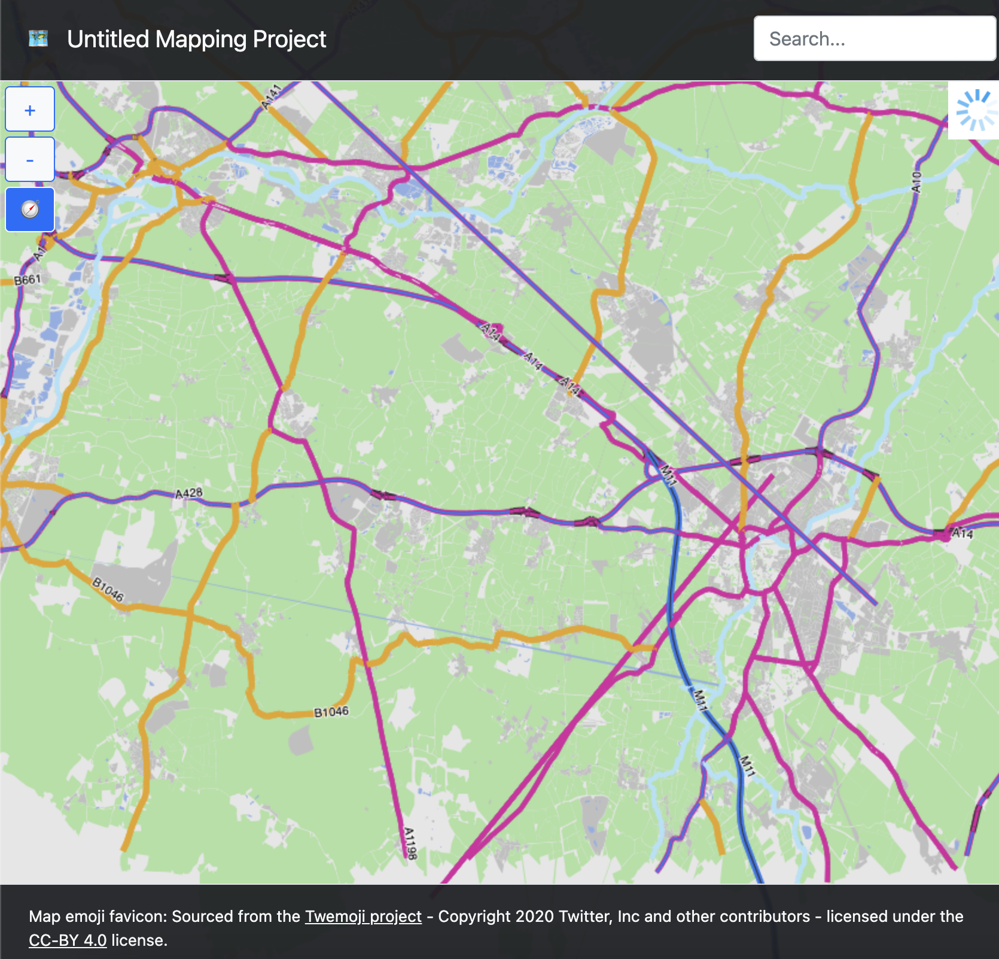 Untitled Mapping Project
Search...
A141
+
-
A10
A1
B661
A14
A14
A14
M11
A428
A14
B1046
M11
B1046
M11
A1198
Map emoji favicon: Sourced from the Twemoji project - Copyright 2020 Twitter, Inc and other contributors - licensed under the
CC-BY 4.0 license.